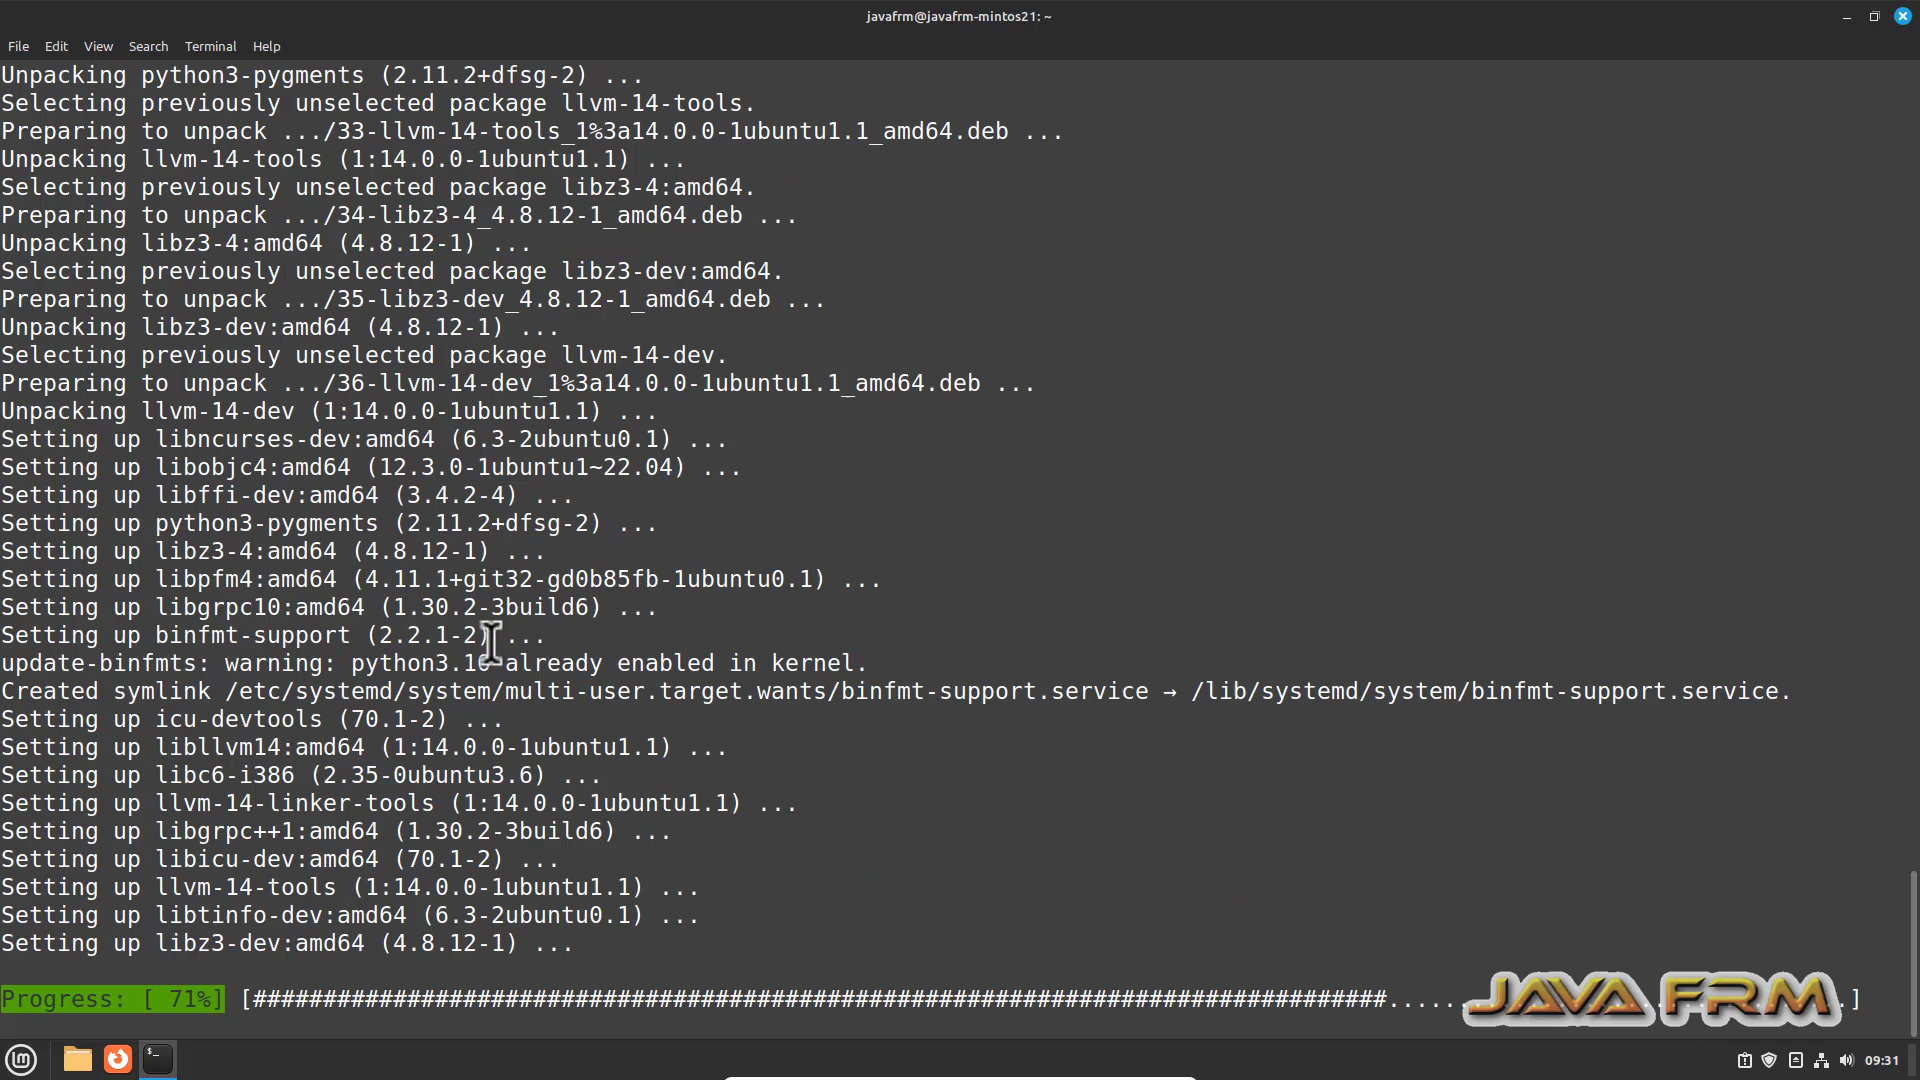 javafrm@javafrm-mintos21: ~
File Edit View Search Terminal Help
Unpacking python3-pygments (2.11.2+dfsg-2) ...
Selecting previously unselected package llvm-14-tools.
Preparing to unpack .../33-llvm-14-tools_1%3a14.0.0-1ubuntu1.1_amd64.deb ...
Unpacking llvm-14-tools (1:14.0.0-1ubuntu1.1) ...
Selecting previously unselected package libz3-4:amd64.
Preparing to unpack .../34-libz3-4_4.8.12-1_amd64.deb ...
Unpacking libz3-4:amd64 (4.8.12-1) ...
Selecting previously unselected package libz3-dev:amd64.
Preparing to unpack .../35-libz3-dev_4.8.12-1_amd64.deb ...
Unpacking libz3-dev:amd64 (4.8.12-1) ...
Selecting previously unselected package llvm-14-dev.
Preparing to unpack .../36-llvm-14-dev_1%3a14.0.0-1ubuntu1.1_amd64.deb ...
Unpacking llvm-14-dev (1:14.0.0-1ubuntu1.1) ...
Setting up libncurses-dev:amd64 (6.3-2ubuntu0.1) ...
Setting up libobjc4:amd64 (12.3.0-1ubuntu1~22.04) ...
Setting up libffi-dev:amd64 (3.4.2-4) ...
Setting up python3-pygments (2.11.2+dfsg-2) ...
Setting up libz3-4:amd64 (4.8.12-1) ...
Setting up libpfm4:amd64 (4.11.1+git32-gd0b85fb-1ubuntu0.1) ...
Setting up libgrpc10:amd64 (1.30.2-3build6) ...
Setting up binfmt-support (2.2.1-2) ...
update-binfmts: warning: python3.10 already enabled in kernel.
Created symlink /etc/systemd/system/multi-user.target.wants/binfmt-support.service → /lib/systemd/system/binfmt-support.service.
Setting up icu-devtools (70.1-2) ...
Setting up libllvm14:amd64 (1:14.0.0-1ubuntu1.1) ...
Setting up libc6-i386 (2.35-0ubuntu3.6) ...
Setting up llvm-14-linker-tools (1:14.0.0-1ubuntu1.1) ...
Setting up libgrpc++1:amd64 (1.30.2-3build6) ...
Setting up libicu-dev:amd64 (70.1-2) ...
Setting up llvm-14-tools (1:14.0.0-1ubuntu1.1) ...
Setting up libtinfo-dev:amd64 (6.3-2ubuntu0.1) ...
Setting up libz3-dev:amd64 (4.8.12-1) ...
Progress: [ 71%] [#################################################################################..................................]
JAVA FRM
09:31